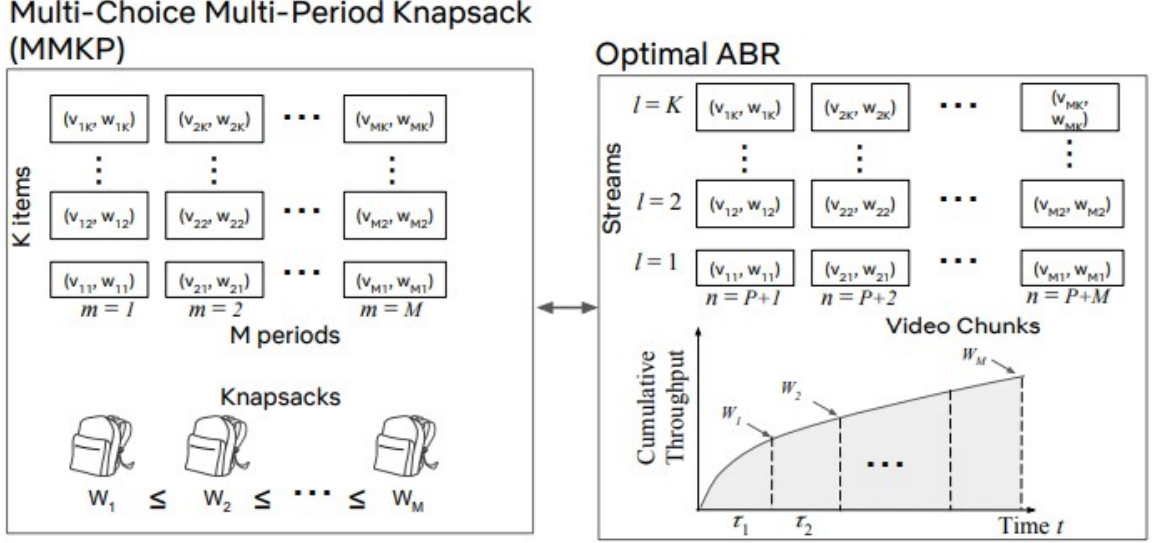 Multi-Choice Multi-Period Knapsack
(MMKP)
K items
(v1K, w1K) (v2K, w2K) ... (vMK, wMK)
(v12, w12) (v22, w22) ... (vM2, wM2)
(v11, w11) (v21, w21) ... (vM1, wM1)
m = 1 m = 2 m = M
M periods
Knapsacks
W1 ≤ W2 ≤ ... ≤ WM
Optimal ABR
Streams
l = K (v1K, w1K) (v2K, w2K) ... (vMK,
wMK)
l = 2 (v12, w12) (v22, w22) ... (vM2, wM2)
l = 1 (v11, w11) (v21, w21) ... (vM1, wM1)
n = P+1 n = P+2 n = P+M
Video Chunks
Cumulative
Throughput
W1 W2 WM
...
τ1 τ2 Time t